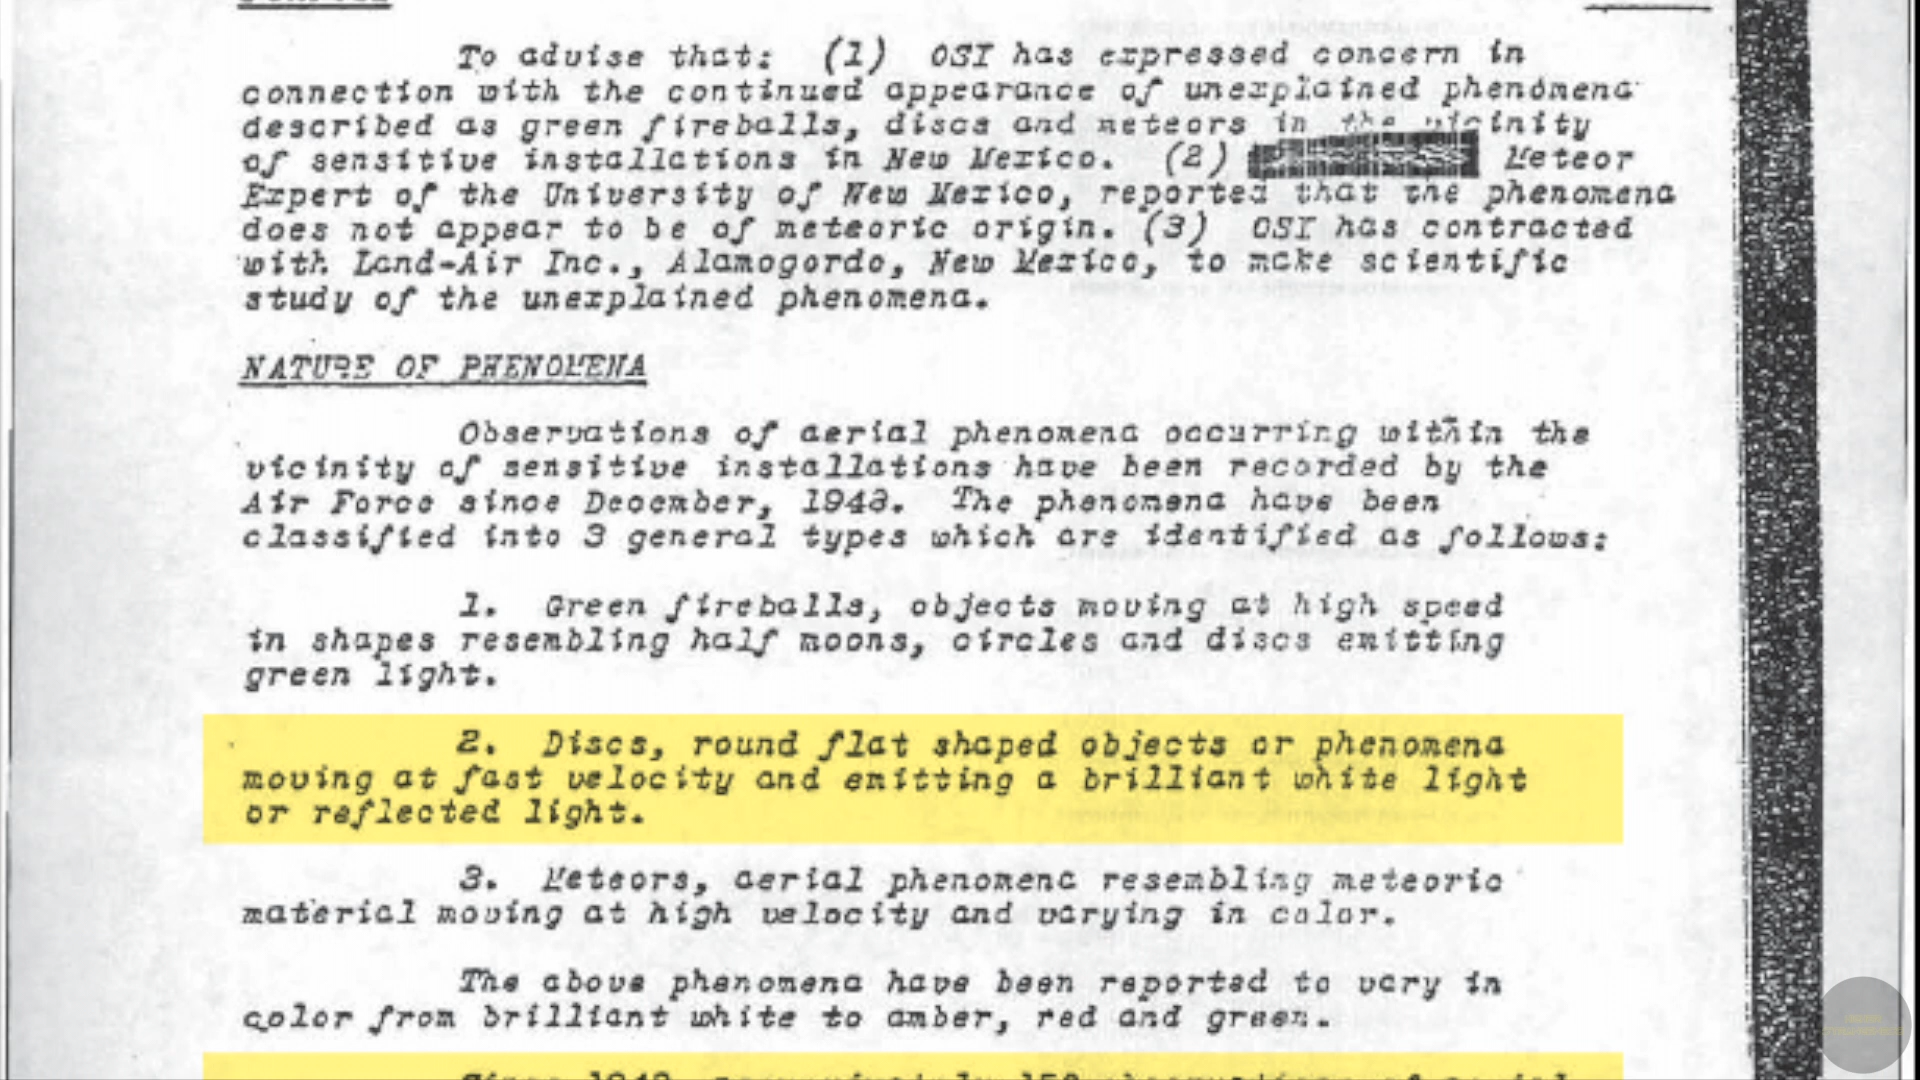 To advise that: (1) OSI has expressed concern in
connection with the continued appearance of unexplained phenomena
described as green fireballs, discs and meteors in the vicinity
of sensitive installations in New Mexico. (2) Meteor
Expert of the University of New Mexico, reported that the phenomena
does not appear to be of meteoric origin. (3) OSI has contracted
with Land-Air Inc., Alamogordo, New Mexico, to make scientific
study of the unexplained phenomena.
NATURE OF PHENOMENA
Observations of aerial phenomena occurring within the
vicinity of sensitive installations have been recorded by the
Air Force since December, 1948. The phenomena have been
classified into 3 general types which are identified as follows:
1. Green fireballs, objects moving at high speed
in shapes resembling half moons, circles and discs emitting
green light.
2. Discs, round flat shaped objects or phenomena
moving at fast velocity and emitting a brilliant white light
or reflected light.
3. Meteors, aerial phenomena resembling meteoric
material moving at high velocity and varying in color.
The above phenomena have been reported to vary in
color from brilliant white to amber, red and green.